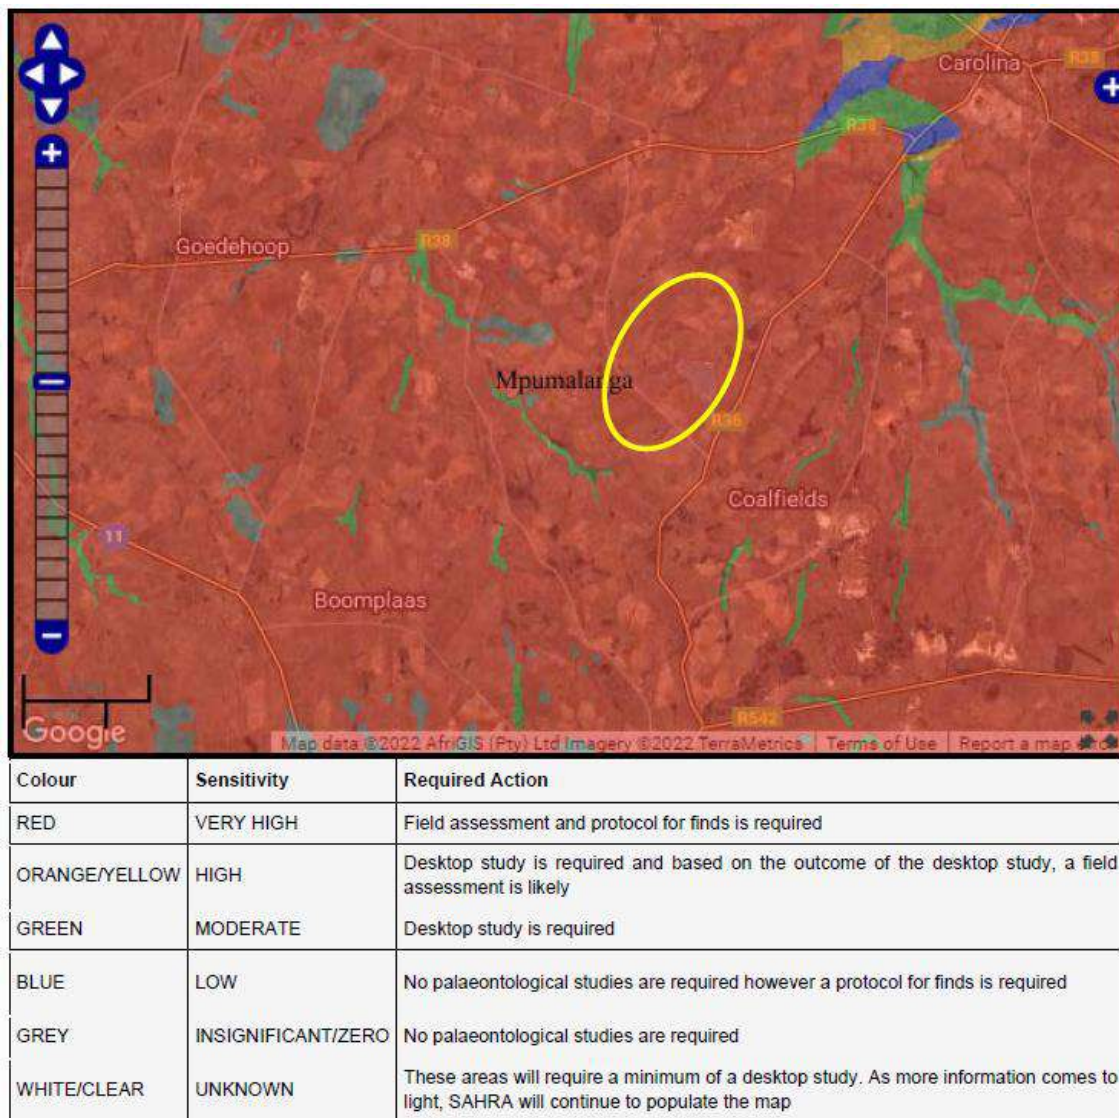 Carolina
R38
R38
Goedehoop
R38
Mpumalanga
R36
Coalfields
11
Boomplaas
R542
Google
Map data ©2022 AfriGIS (Pty) Ltd Imagery ©2022 TerraMetrics
Terms of Use
Report a map
Colour Sensitivity Required Action
RED VERY HIGH Field assessment and protocol for finds is required
ORANGE/YELLOW HIGH Desktop study is required and based on the outcome of the desktop study, a field
assessment is likely
GREEN MODERATE Desktop study is required
BLUE LOW No palaeontological studies are required however a protocol for finds is required
GREY INSIGNIFICANT/ZERO No palaeontological studies are required
WHITE/CLEAR UNKNOWN These areas will require a minimum of a desktop study. As more information comes to
light, SAHRA will continue to populate the map